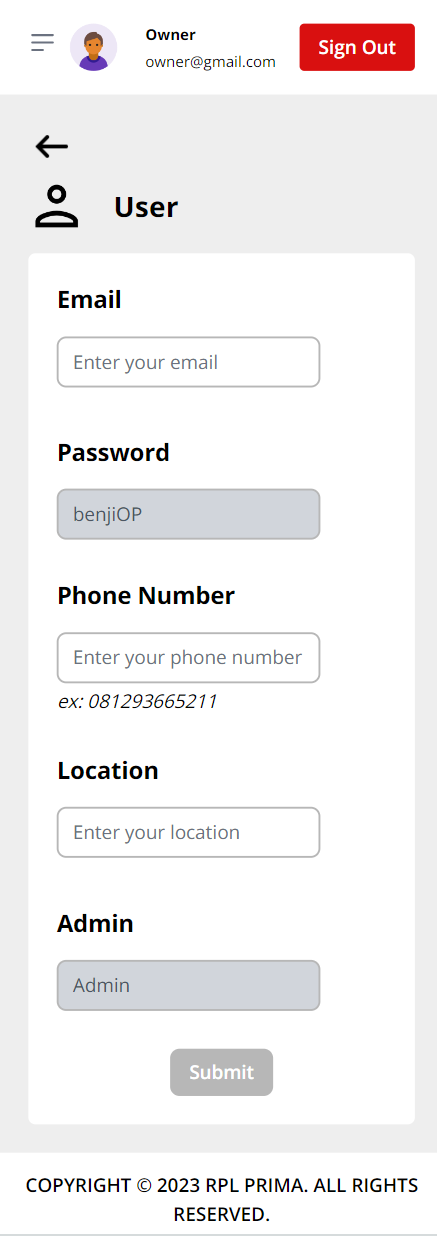 Owner
owner@gmail.com
Sign Out
User
Email
Enter your email
Password
benjiOP
Phone Number
Enter your phone number
ex: 081293665211
Location
Enter your location
Admin
Admin
Submit
COPYRIGHT © 2023 RPL PRIMA. ALL RIGHTS
RESERVED.